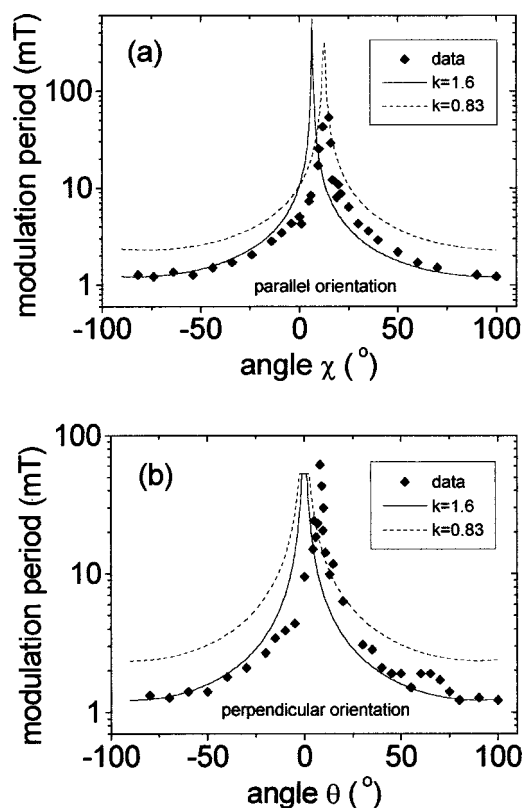 (a)
data
k=1.6
k=0.83
100
10
1
modulation period (mT)
parallel orientation
-100 -50 0 50 100
angle χ (°)
(b)
data
k=1.6
k=0.83
100
10
1
modulation period (mT)
perpendicular orientation
-100 -50 0 50 100
angle θ (°)